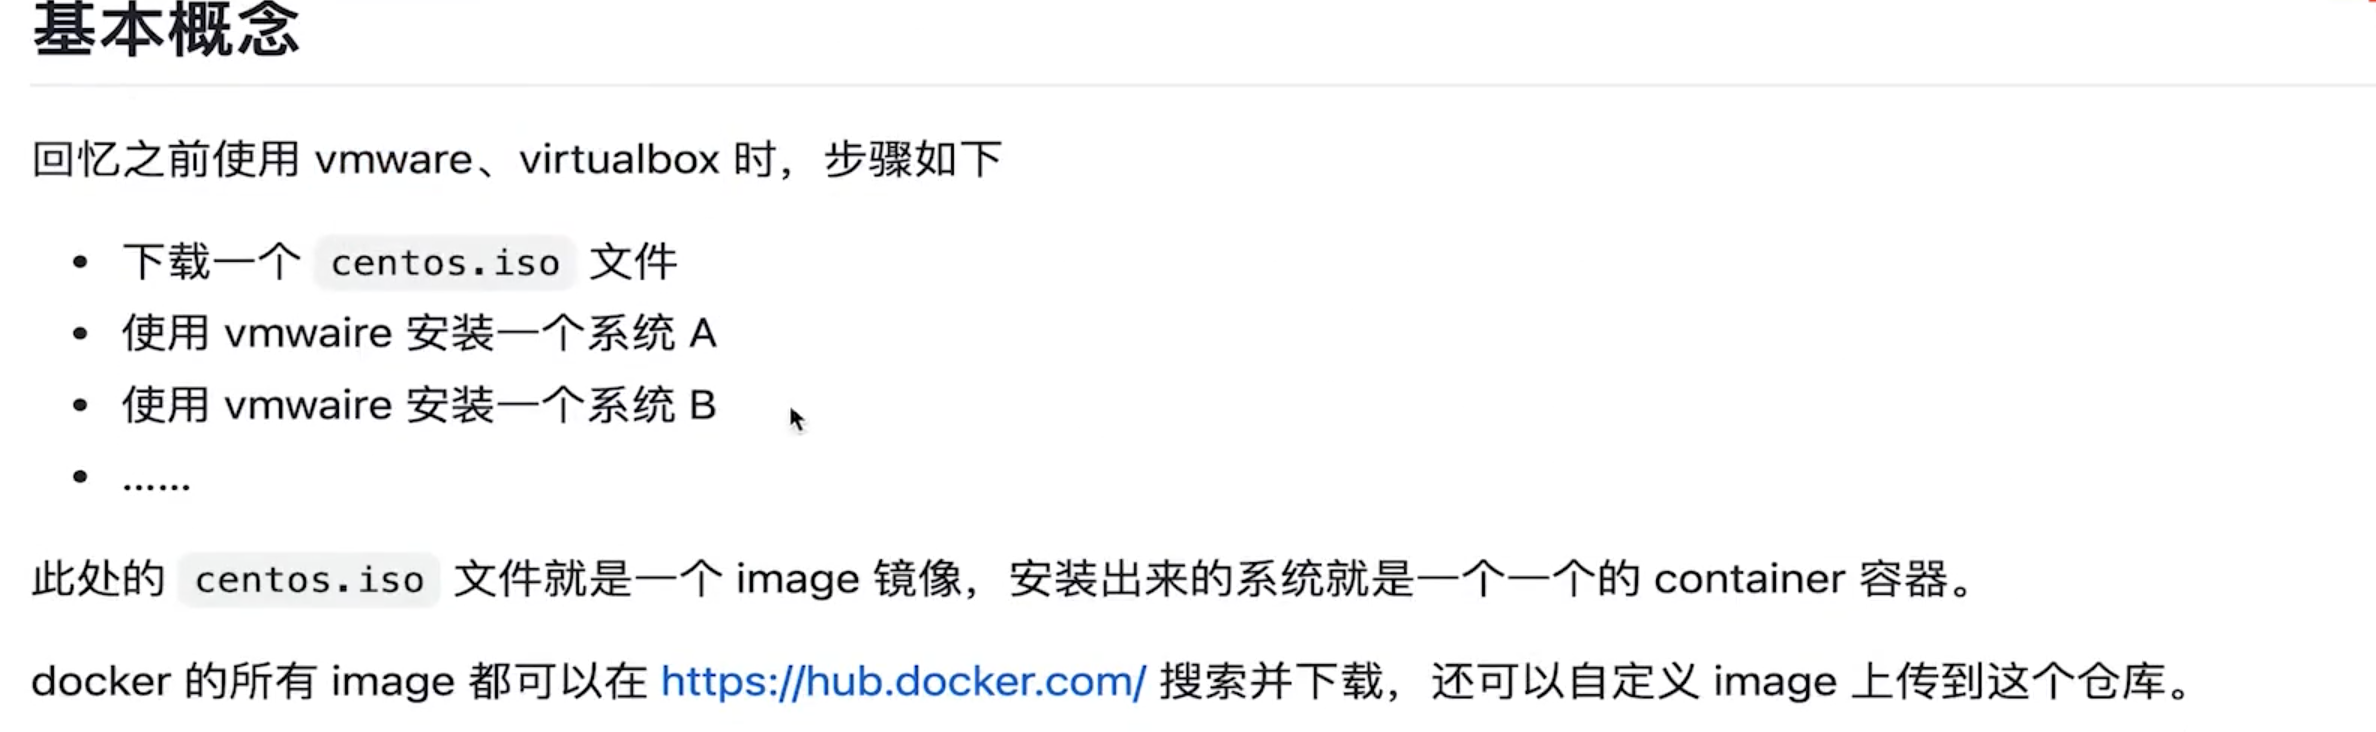 基本概念
回忆之前使用 vmware、virtualbox 时，步骤如下
• 下载一个 centos.iso 文件
• 使用 vmwaire 安装一个系统 A
• 使用 vmwaire 安装一个系统 B
• ......
此处的 centos.iso 文件就是一个 image 镜像，安装出来的系统就是一个一个的 container 容器。
docker 的所有 image 都可以在 https://hub.docker.com/ 搜索并下载，还可以自定义 image 上传到这个仓库。